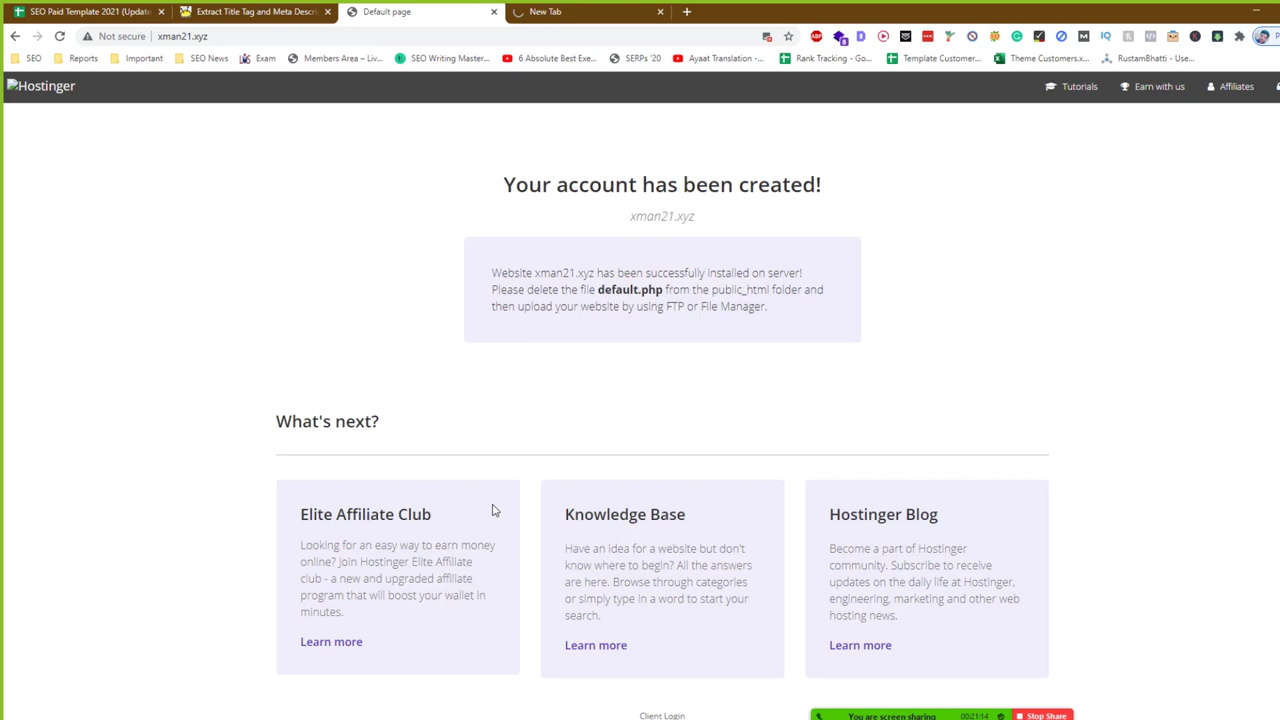 SEO Paid Template 2021 (Update
Extract Title Tag and Meta Descri
Default page
New Tab
Not secure
xman21.xyz
SEO
Reports
Important
SEO News
Exam
Members Area – Liv...
SEO Writing Master...
6 Absolute Best Exe...
SERPs '20
Ayaat Translation -...
Rank Tracking - Go...
Template Customer...
Theme Customers.x...
RustamBhatti - Use...
Hostinger
Tutorials
Earn with us
Affiliates
Your account has been created!
xman21.xyz
Website xman21.xyz has been successfully installed on server!
Please delete the file default.php from the public_html folder and
then upload your website by using FTP or File Manager.
What's next?
Elite Affiliate Club
Looking for an easy way to earn money
online? Join Hostinger Elite Affiliate
club - a new and upgraded affiliate
program that will boost your wallet in
minutes.
Learn more
Knowledge Base
Have an idea for a website but don't
know where to begin? All the answers
are here. Browse through categories
or simply type in a word to start your
search.
Learn more
Hostinger Blog
Become a part of Hostinger
community. Subscribe to receive
updates on the daily life at Hostinger,
engineering, marketing and other web
hosting news.
Learn more
Client Login
You are screen sharing
00:21:14
Stop Share